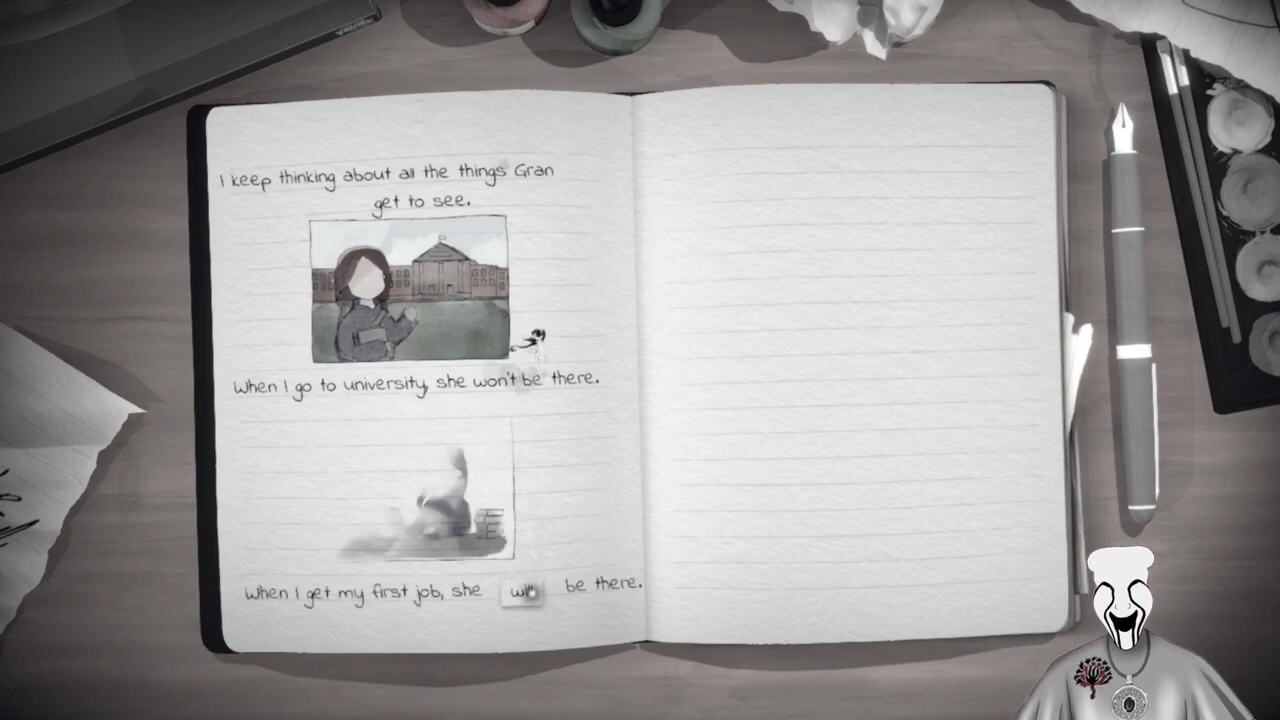 I keep thinking about all the things Gran
get to see.
When I go to university, she won't be there.
When I get my first job, she be there.